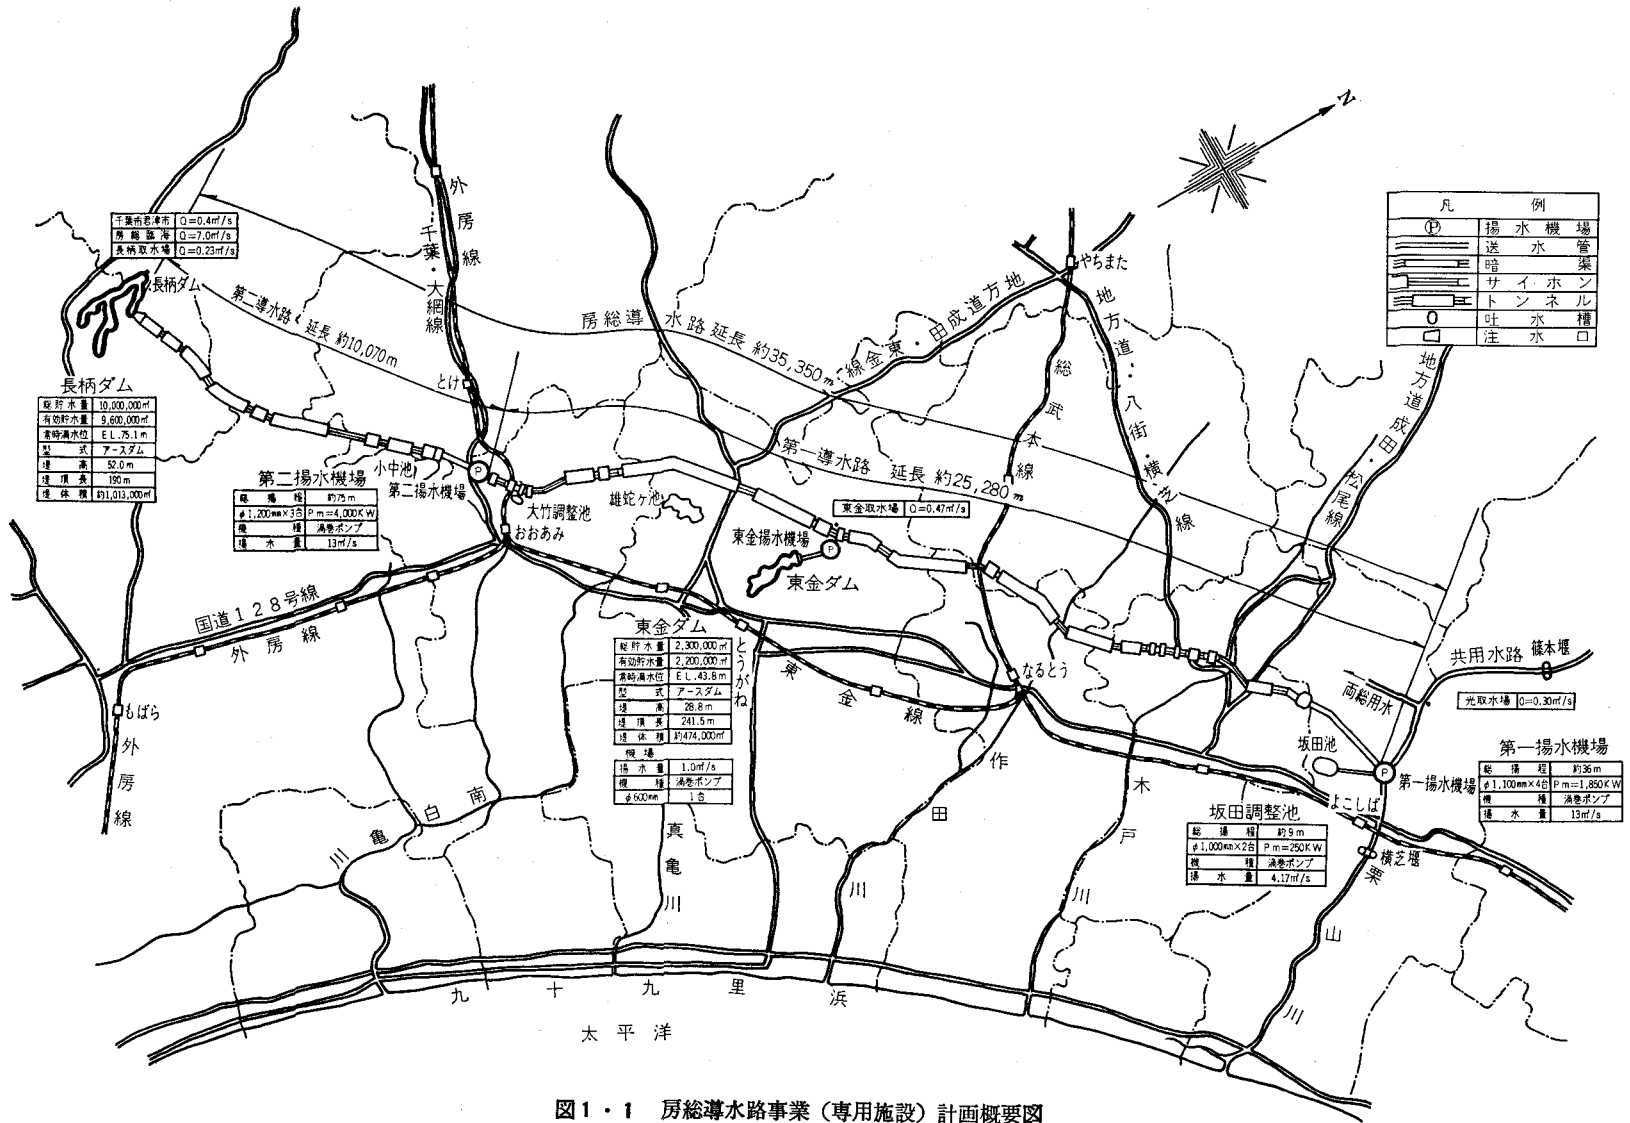 千葉市君津市 Q=0.4㎥/s
房総臨海 Q=7.0㎥/s
長柄取水場 Q=0.23㎥/s
長柄ダム
長柄ダム
総貯水量 10,000,000㎥
有効貯水量 9,600,000㎥
常時満水位 EL.75.1m
型式 アースダム
堤高 52.0m
堤頂長 190m
堤体積 約1,013,000㎥
外房線
千葉・大網線
第二導水路 延長 約10,070m
房総導水路延長 約35,350m
第一導水路 延長 約25,280m
とけ
小中池
第二揚水機場
第二揚水機場
総揚程 約75m
φ1,200mm×3台 Pm=4,000KW
機種 渦巻ポンプ
揚水量 13㎥/s
大竹調整池
おおあみ
雄蛇ヶ池
地方道成田・東金線
やちまた
地方道・八街・横芝線
総武本線
地方道成田・松尾線
N
凡例
Ⓟ 揚水機場
送水管
暗渠
サイホン
トンネル
吐水槽
注水口
東金取水場 Q=0.47㎥/s
東金揚水機場
P
P
東金ダム
国道128号線
外房線
もばら
外房線
東金ダム
総貯水量 2,300,000㎥
有効貯水量 2,200,000㎥
常時満水位 EL.43.8m
型式 アースダム
堤高 28.8m
堤頂長 241.5m
堤体積 約474,000㎥
機場
揚水量 1.0㎥/s
機種 渦巻ポンプ
φ600mm 1台
とうがね
東金線
なるとう
共用水路
篠本堰
両総用水
光取水場 Q=0.30㎥/s
坂田池
P
第一揚水機場
第一揚水機場
総揚程 約36m
φ1,100mm×4台 Pm=1,850KW
機種 渦巻ポンプ
揚水量 13㎥/s
よこしば
横芝堰
坂田調整池
総揚程 約9m
φ1,000mm×2台 Pm=250KW
機種 渦巻ポンプ
揚水量 4.17㎥/s
南白亀川
真亀川
作田川
木戸川
栗山川
九十九里浜
太平洋
図1・1 房総導水路事業(専用施設)計画概要図